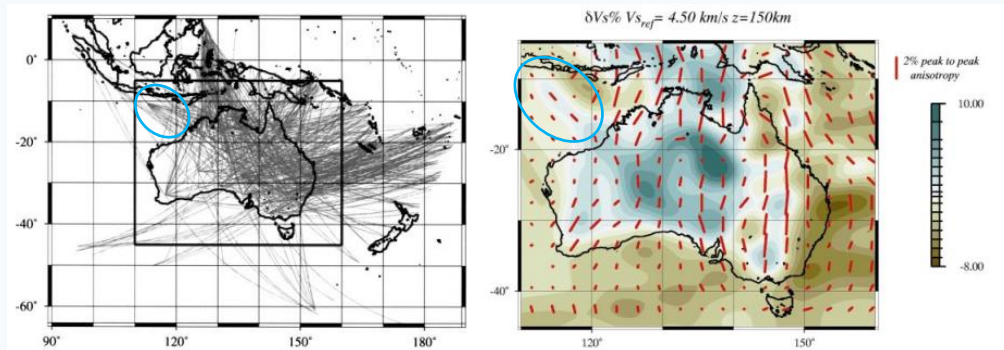 δVs% Vs_ref= 4.50 km/s z=150km
0˚
-20˚
-40˚
-60˚
90˚ 120˚ 150˚ 180˚
-20˚
-40˚
120˚ 150˚
2% peak to peak
anisotropy
10.00
-8.00